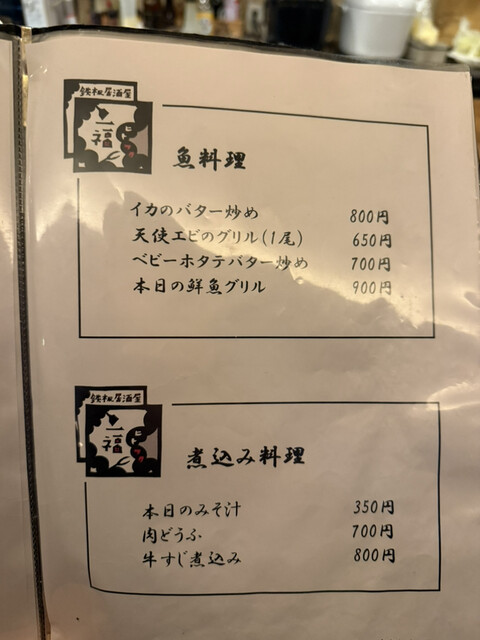 鉄板居酒屋
一福
魚料理
イカのバター炒め 800円
天使エビのグリル(1尾) 650円
ベビーホタテバター炒め 700円
本日の鮮魚グリル 900円
鉄板居酒屋
一福
煮込み料理
本日のみそ汁 350円
肉どうふ 700円
牛すじ煮込み 800円